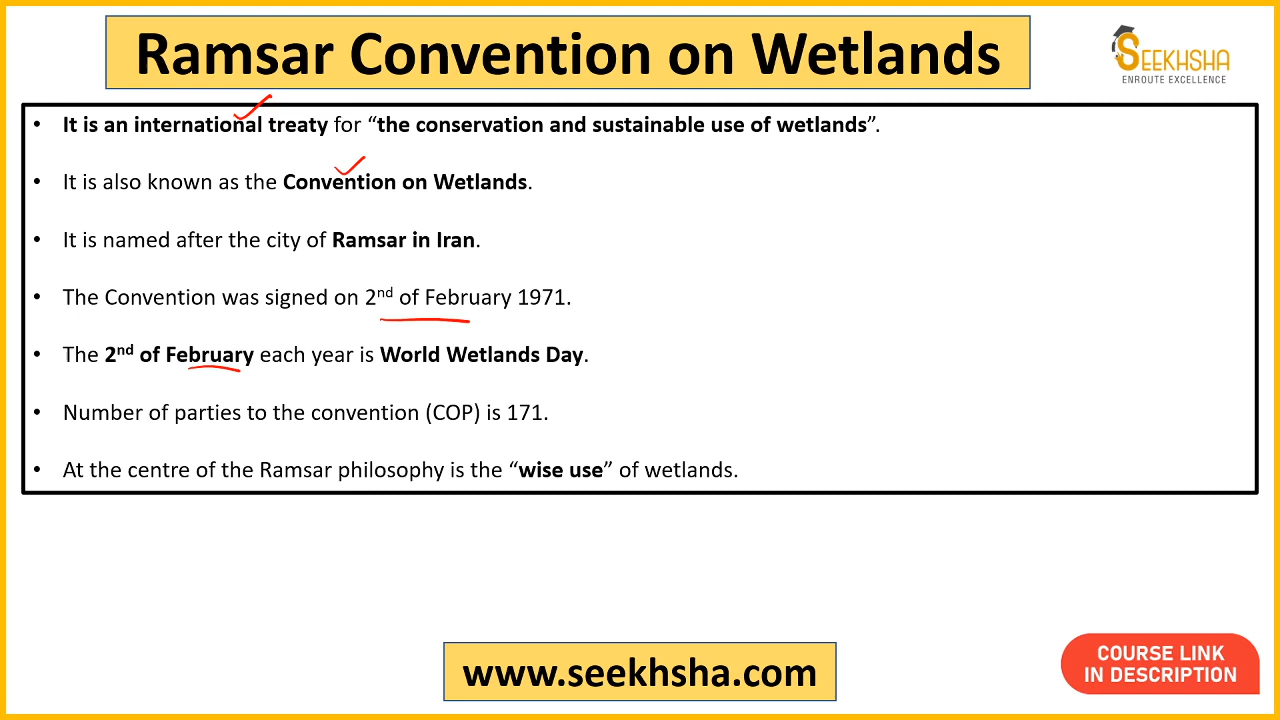 Ramsar Convention on Wetlands
SEEKHSHA
ENROUTE EXCELLENCE
• It is an international treaty for “the conservation and sustainable use of wetlands”.
• It is also known as the Convention on Wetlands.
• It is named after the city of Ramsar in Iran.
• The Convention was signed on 2nd of February 1971.
• The 2nd of February each year is World Wetlands Day.
• Number of parties to the convention (COP) is 171.
• At the centre of the Ramsar philosophy is the “wise use” of wetlands.
www.seekhsha.com
COURSE LINK
IN DESCRIPTION